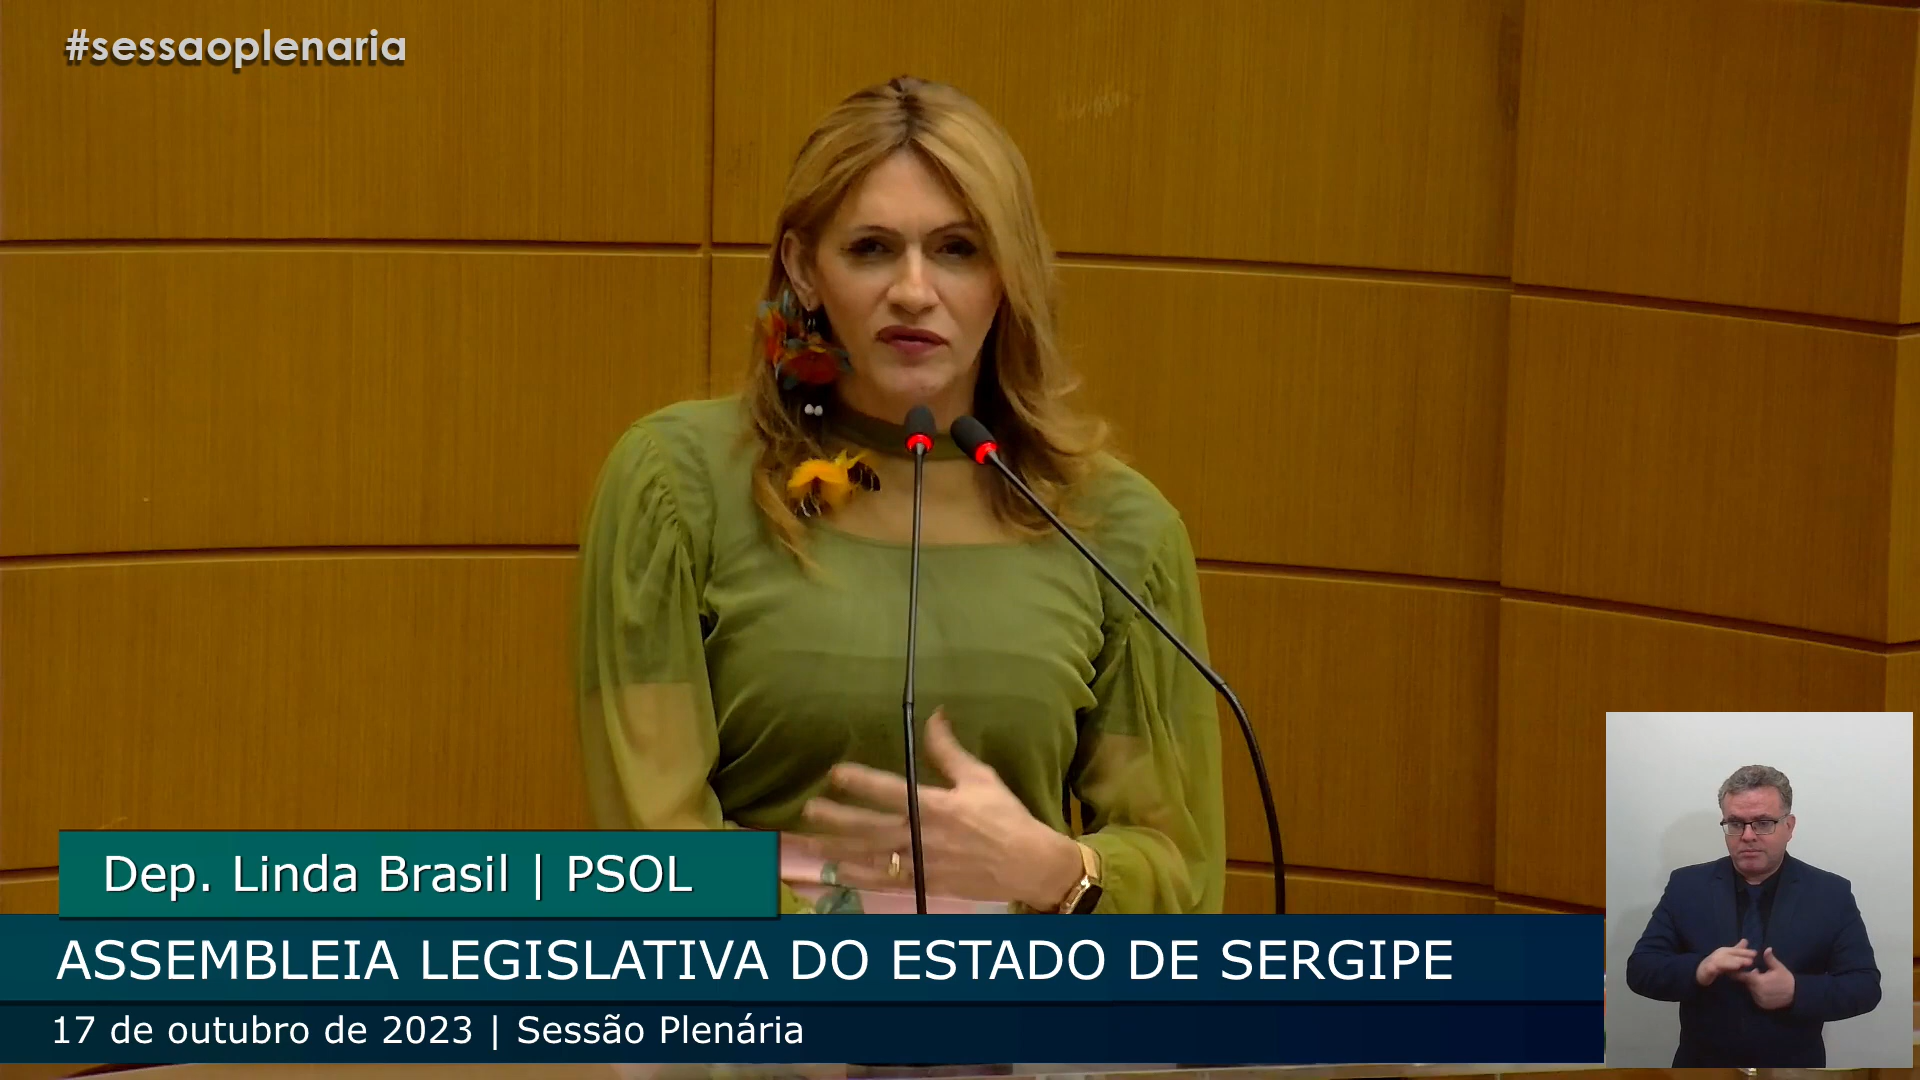 #sessaoplenaria
Dep. Linda Brasil | PSOL
ASSEMBLEIA LEGISLATIVA DO ESTADO DE SERGIPE
17 de outubro de 2023 | Sessão Plenária